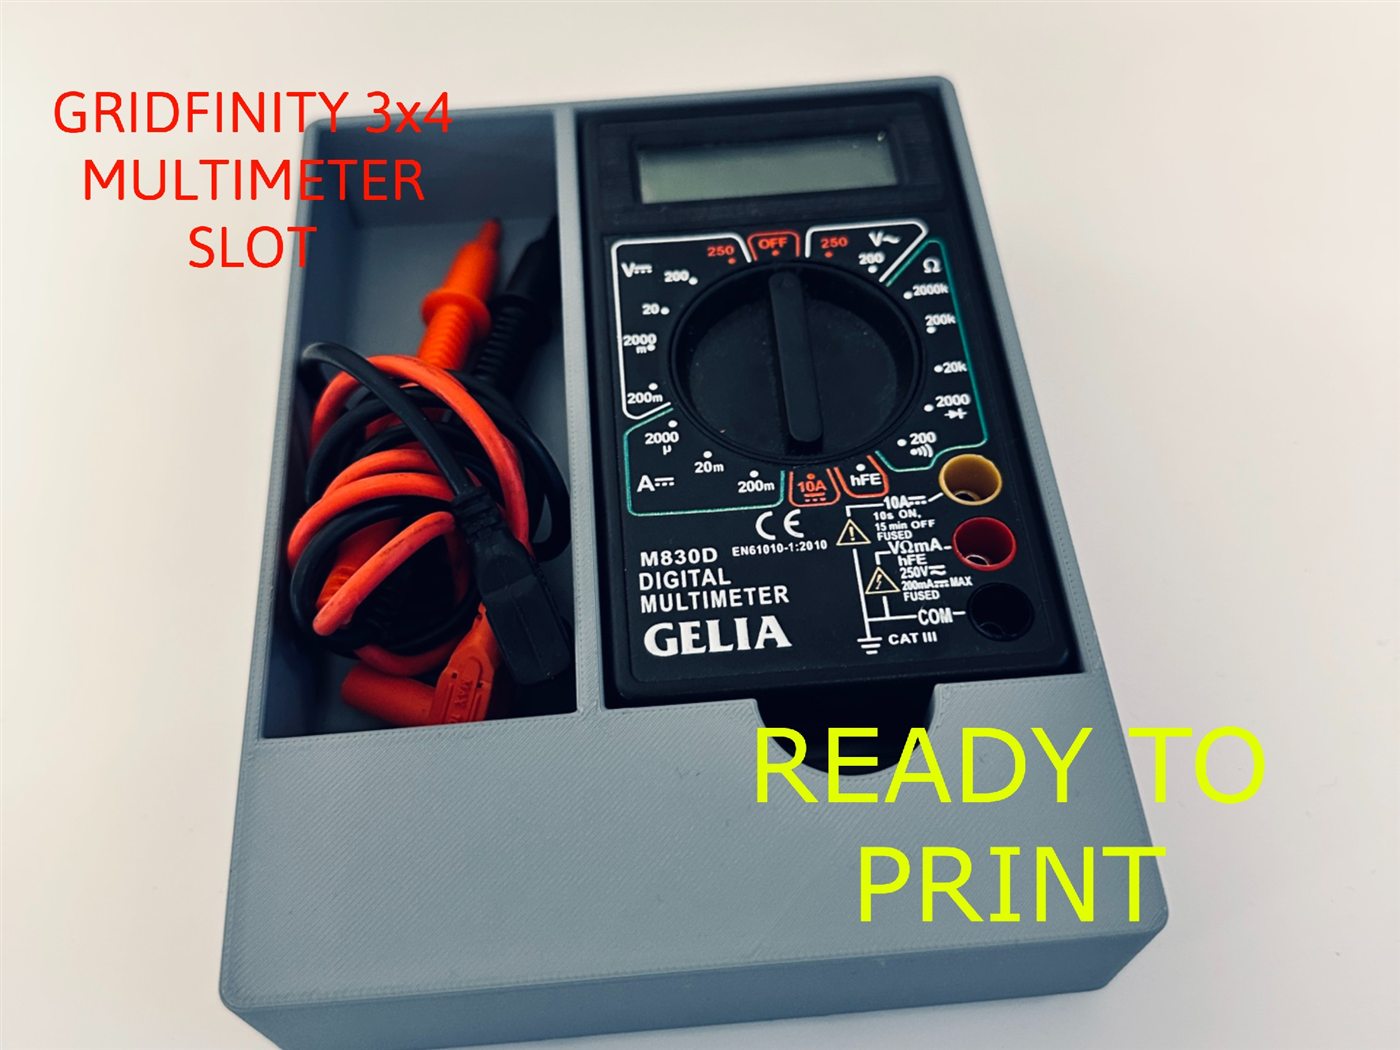 GRIDFINITY 3x4
MULTIMETER
SLOT
250
OFF
250
V~
V⎓
200
200
Ω
2000k
20
200k
2000
m
20k
200m
2000
2000
µ
200
20m
A⎓
200m
10A
hFE
10A⎓
10s ON,
15 min OFF
FUSED
CE
EN61010-1:2010
VΩmA
hFE
250V≂
200mA⎓MAX
FUSED
M830D
DIGITAL
MULTIMETER
GELIA
COM
CAT III
READY TO
PRINT